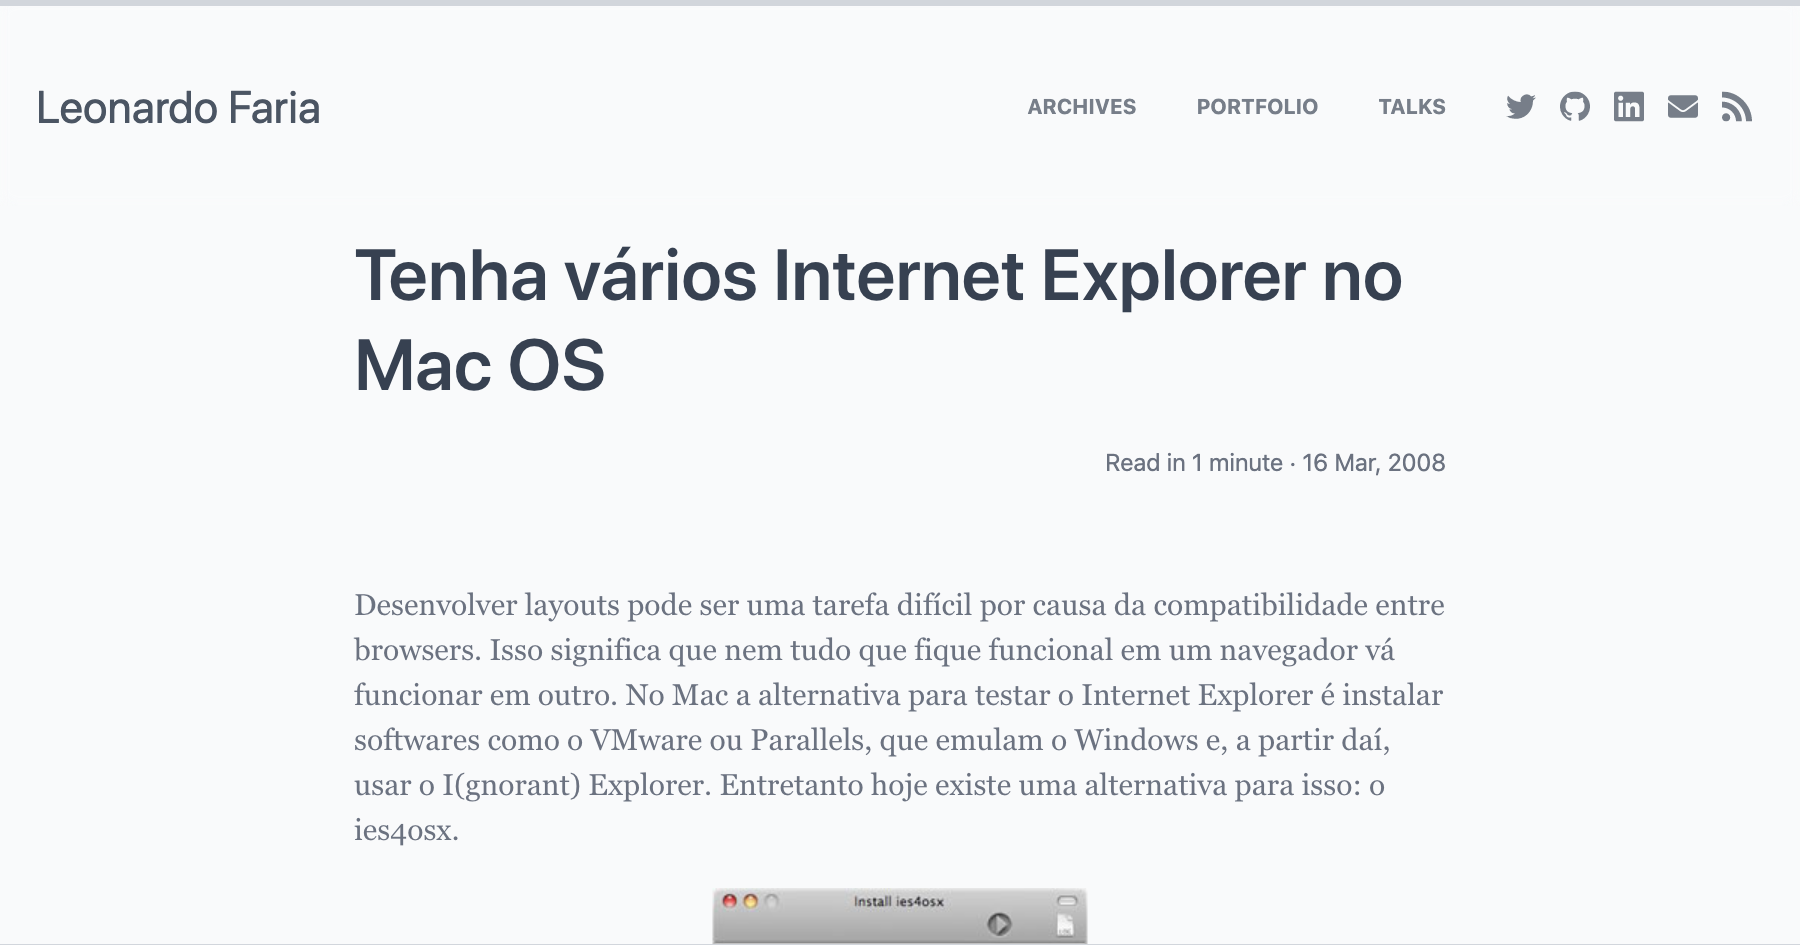 Leonardo Faria
ARCHIVES
PORTFOLIO
TALKS
Tenha vários Internet Explorer no
Mac OS
Read in 1 minute · 16 Mar, 2008
Desenvolver layouts pode ser uma tarefa difícil por causa da compatibilidade entre
browsers. Isso significa que nem tudo que fique funcional em um navegador vá
funcionar em outro. No Mac a alternativa para testar o Internet Explorer é instalar
softwares como o VMware ou Parallels, que emulam o Windows e, a partir daí,
usar o I(gnorant) Explorer. Entretanto hoje existe uma alternativa para isso: o
ies4osx.
Install ies4osx